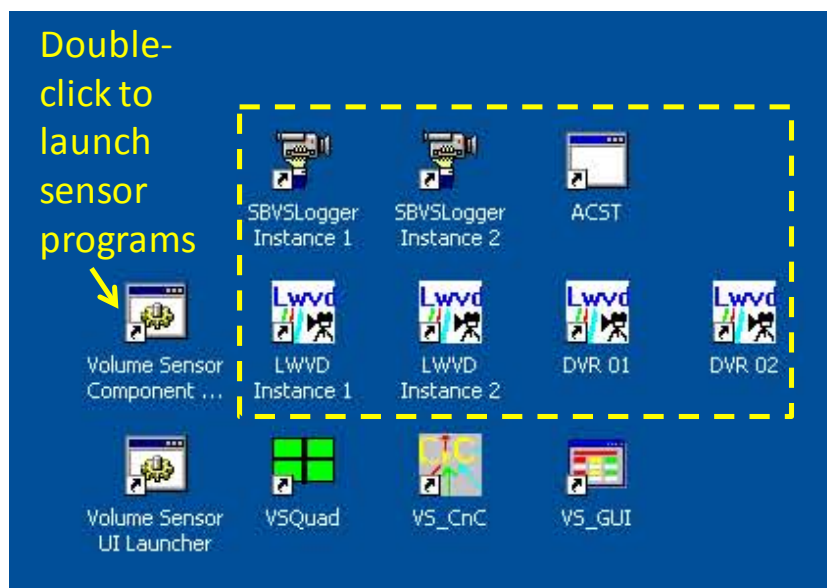 Double-
click to
launch
sensor
programs
SBVSLogger
Instance 1
SBVSLogger
Instance 2
ACST
Lwvd
Lwvd
Lwvd
Lwvd
Volume Sensor
Component ...
LWVD
Instance 1
LWVD
Instance 2
DVR 01
DVR 02
CnC
Volume Sensor
UI Launcher
VSQuad
VS_CnC
VS_GUI